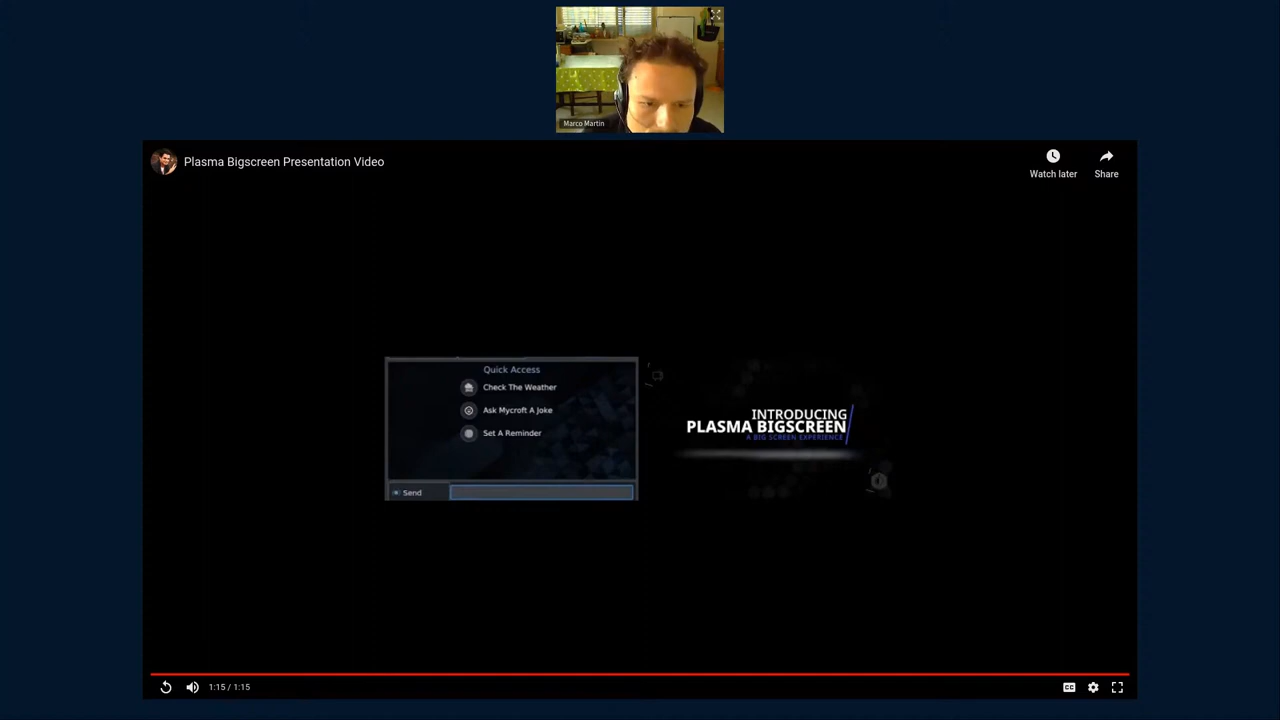 Marco Martin
Plasma Bigscreen Presentation Video
Watch later
Share
Quick Access
Check The Weather
Ask Mycroft A Joke
Set A Reminder
Send
INTRODUCING
PLASMA BIGSCREEN
A BIG SCREEN EXPERIENCE
1:15 / 1:15
CC